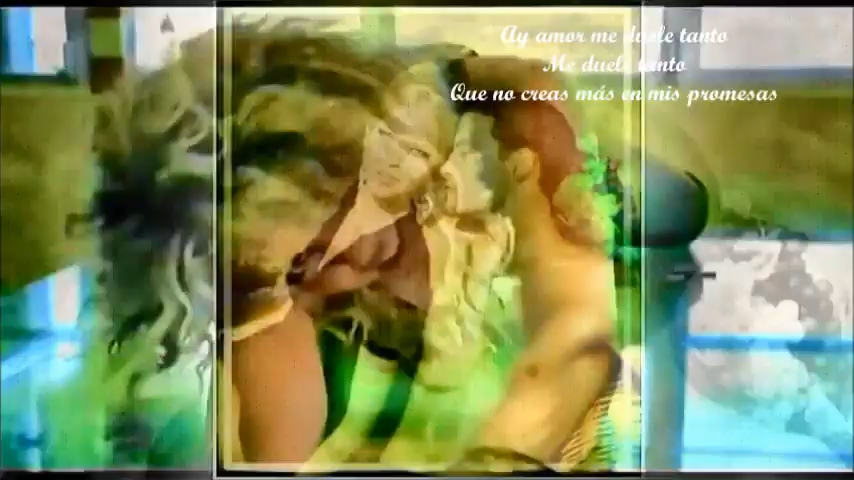 Ay amor me duele tanto
Me duele tanto
Que no creas más en mis promesas